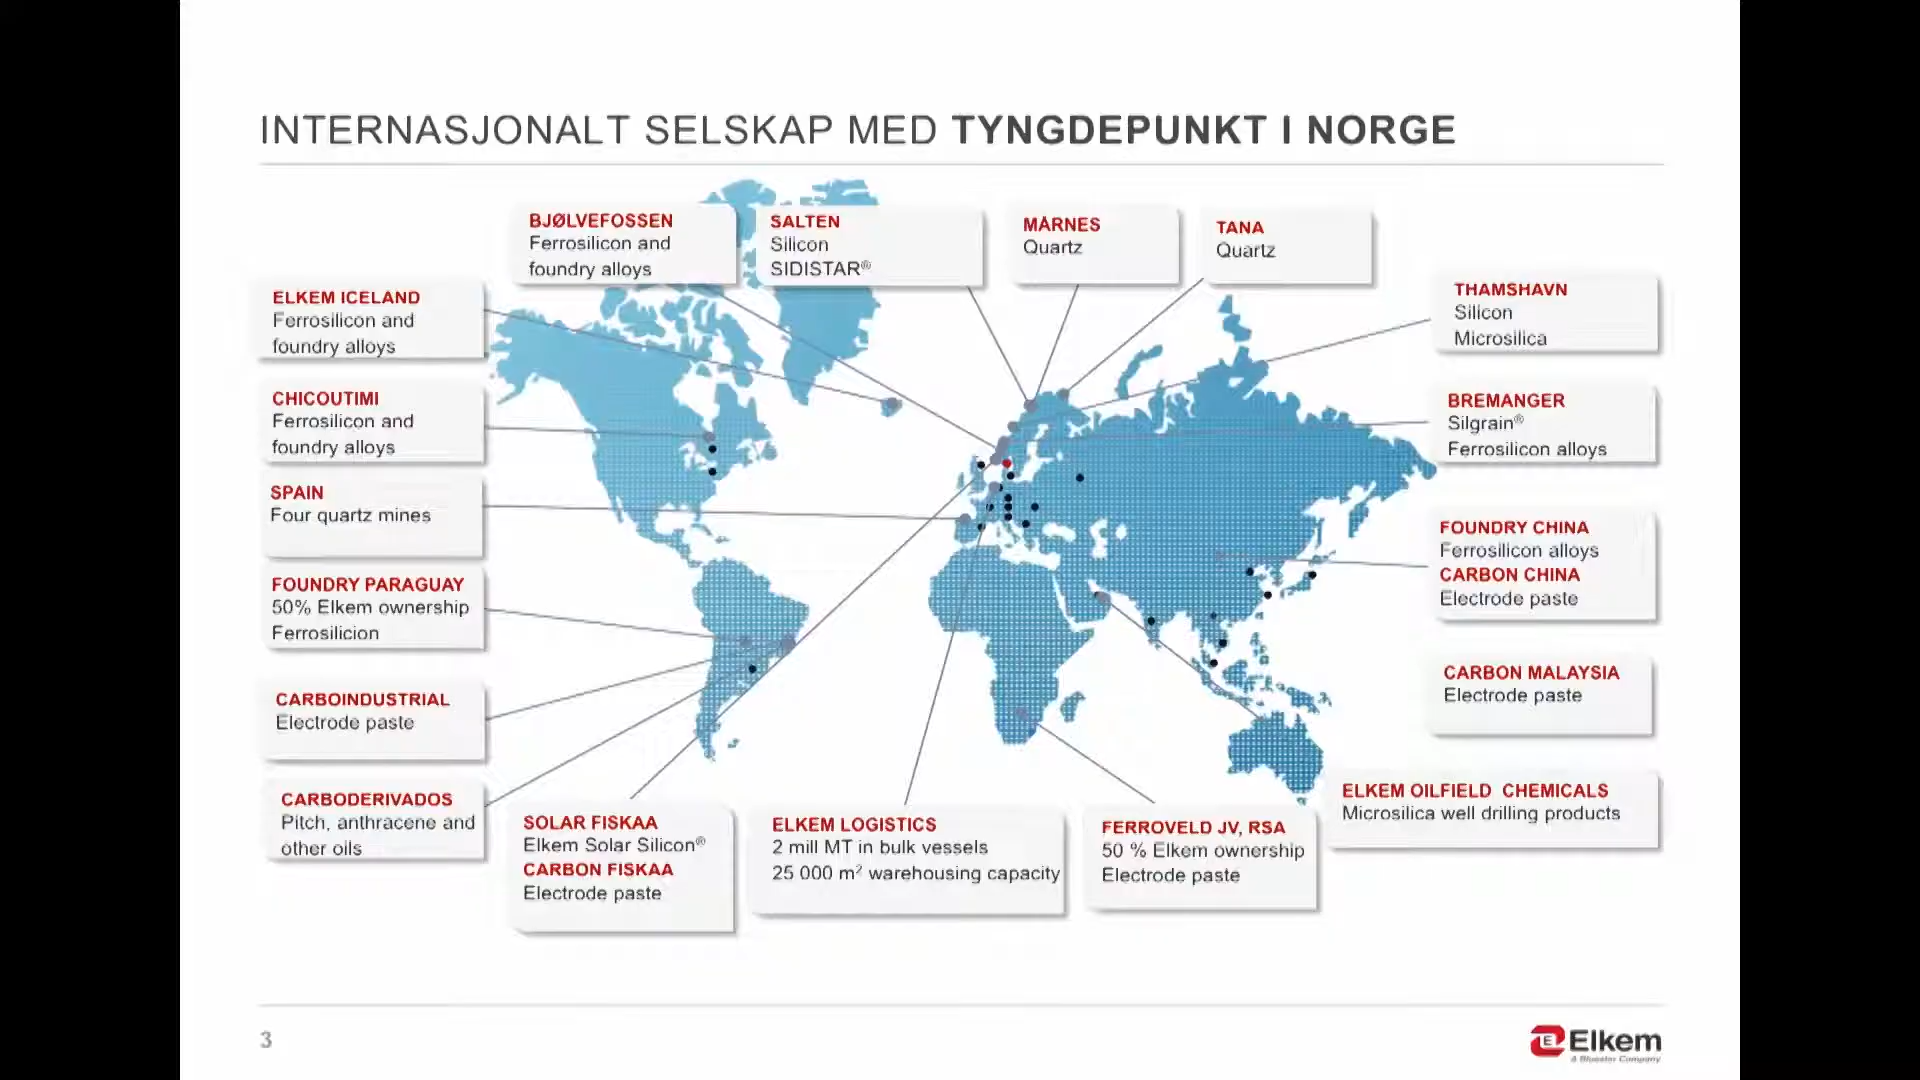 INTERNASJONALT SELSKAP MED TYNGDEPUNKT I NORGE
BJØLVEFOSSEN
Ferrosilicon and
foundry alloys
SALTEN
Silicon
SIDISTAR®
MÅRNES
Quartz
TANA
Quartz
ELKEM ICELAND
Ferrosilicon and
foundry alloys
THAMSHAVN
Silicon
Microsilica
CHICOUTIMI
Ferrosilicon and
foundry alloys
BREMANGER
Silgrain®
Ferrosilicon alloys
SPAIN
Four quartz mines
FOUNDRY CHINA
Ferrosilicon alloys
CARBON CHINA
Electrode paste
FOUNDRY PARAGUAY
50% Elkem ownership
Ferrosilicion
CARBON MALAYSIA
Electrode paste
CARBOINDUSTRIAL
Electrode paste
ELKEM OILFIELD CHEMICALS
Microsilica well drilling products
CARBODERIVADOS
Pitch, anthracene and
other oils
SOLAR FISKAA
Elkem Solar Silicon®
CARBON FISKAA
Electrode paste
ELKEM LOGISTICS
2 mill MT in bulk vessels
25 000 m² warehousing capacity
FERROVELD JV, RSA
50 % Elkem ownership
Electrode paste
3
Elkem
A Bluestar Company